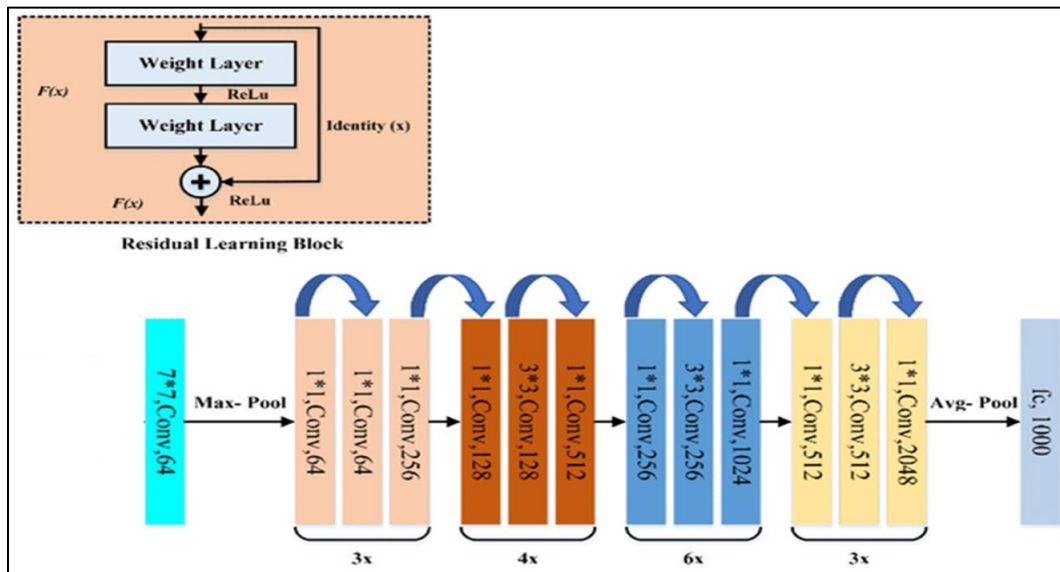 Weight Layer
F(x)
ReLu
Weight Layer
Identity (x)
+
F(x)
ReLu
Residual Learning Block
7*7,Conv,64
Max- Pool
1*1,Conv,64
1*1,Conv,64
1*1,Conv,256
1*1,Conv,128
3*3,Conv,128
1*1,Conv,512
1*1,Conv,256
3*3,Conv,256
1*1,Conv,1024
1*1,Conv,512
3*3,Conv,512
1*1,Conv,2048
Avg- Pool
fc, 1000
3x
4x
6x
3x